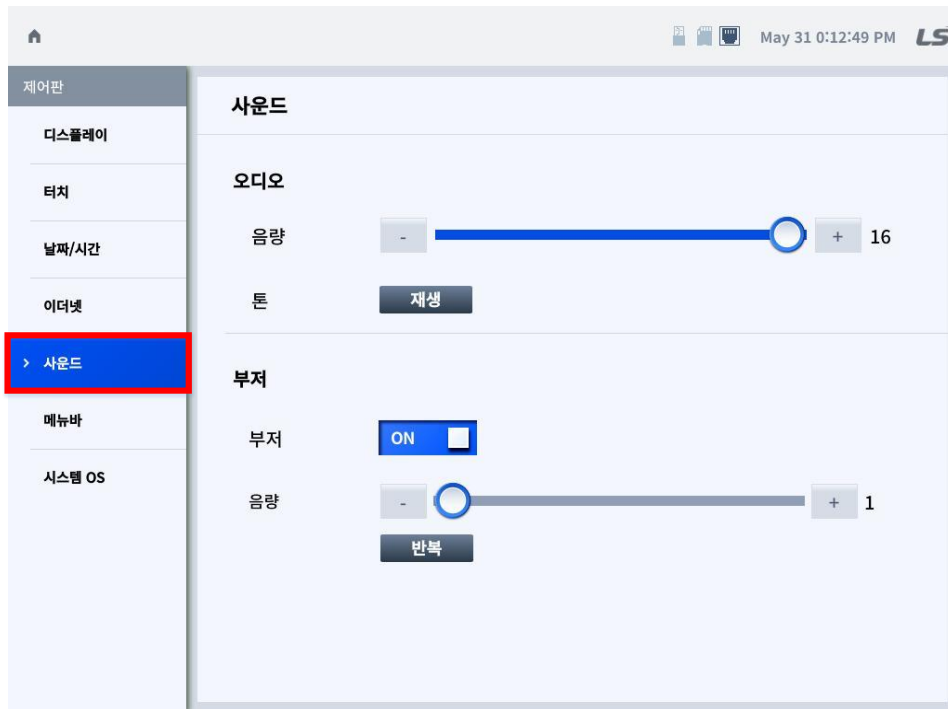 May 31 0:12:49 PM LS
제어판
디스플레이
터치
날짜/시간
이더넷
> 사운드
메뉴바
시스템 OS
사운드
오디오
음량 - + 16
톤 재생
부저
부저 ON
음량 - + 1
반복